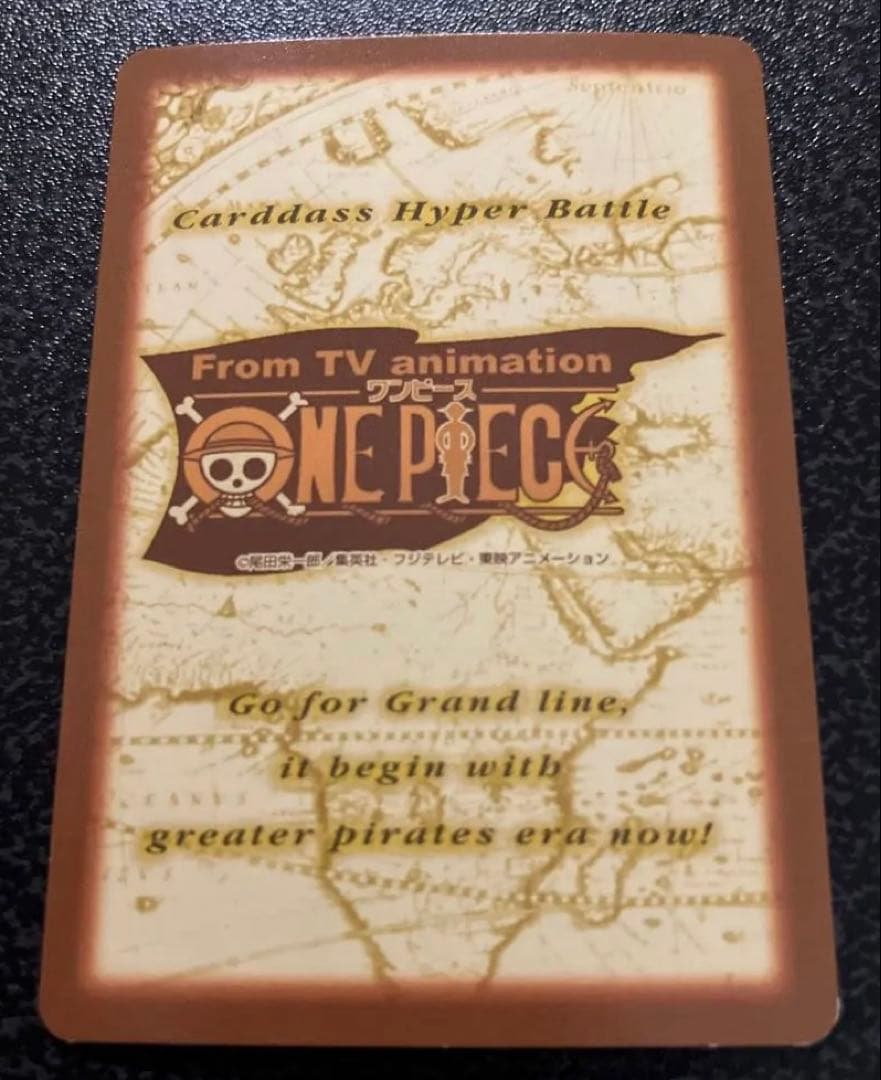 Septentrio
Carddass Hyper Battle
From TV animation
ワンピース
ONE PIECE
©尾田栄一郎/集英社・フジテレビ・東映アニメーション
Go for Grand line,
it begin with
greater pirates era now!